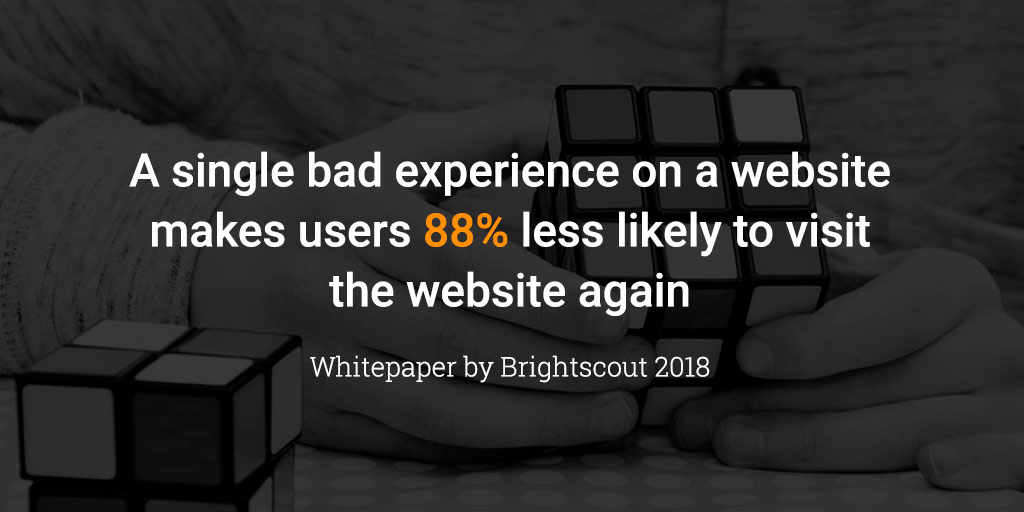 A single bad experience on a website
makes users 88% less likely to visit
the website again
Whitepaper by Brightscout 2018